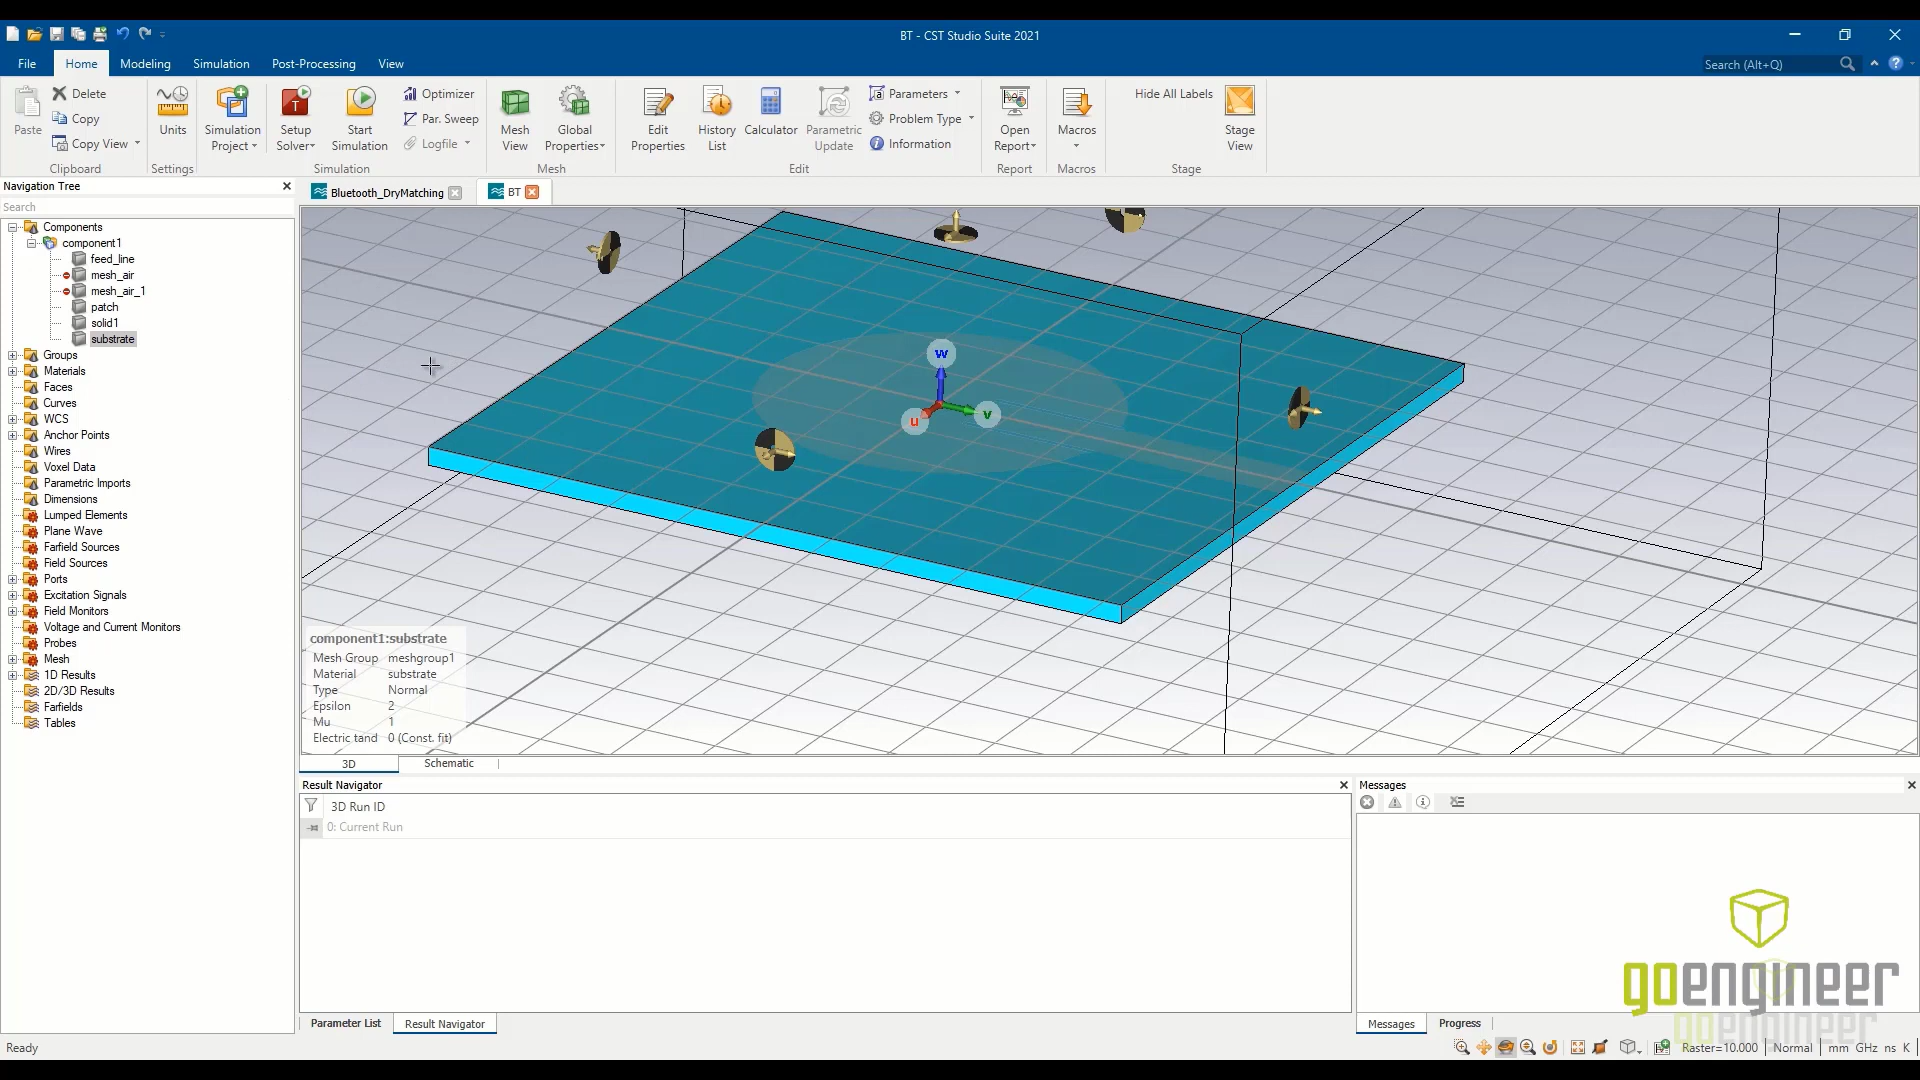 BT - CST Studio Suite 2021
File Home Modeling Simulation Post-Processing View
Search (Alt+Q)
Paste
Delete
Copy
Copy View
Clipboard
Units
Settings
Simulation Project
Setup Solver
Start Simulation
Optimizer
Par. Sweep
Logfile
Simulation
Mesh View
Global Properties
Mesh
Edit Properties
History List
Calculator
Parametric Update
Parameters
Problem Type
Information
Edit
Open Report
Report
Macros
Macros
Hide All Labels
Stage View
Stage
Navigation Tree
Search
Components
component1
feed_line
mesh_air
mesh_air_1
patch
solid1
substrate
Groups
Materials
Faces
Curves
WCS
Anchor Points
Wires
Voxel Data
Parametric Imports
Dimensions
Lumped Elements
Plane Wave
Farfield Sources
Field Sources
Ports
Excitation Signals
Field Monitors
Voltage and Current Monitors
Probes
Mesh
1D Results
2D/3D Results
Farfields
Tables
Bluetooth_DryMatching
BT
w
u
v
component1:substrate
Mesh Group meshgroup1
Material substrate
Type Normal
Epsilon 2
Mu 1
Electric tand 0 (Const. fit)
3D Schematic
Result Navigator
3D Run ID
0: Current Run
Parameter List Result Navigator
Messages
Messages Progress
goengineer
Ready
Raster=10.000 Normal mm GHz ns K